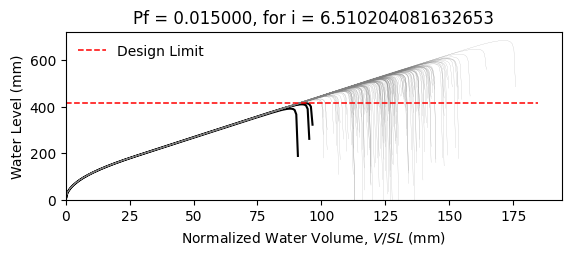 Pf = 0.015000, for i = 6.510204081632653
Design Limit
Water Level (mm)
600
400
200
0
0 25 50 75 100 125 150 175
Normalized Water Volume, V/SL (mm)